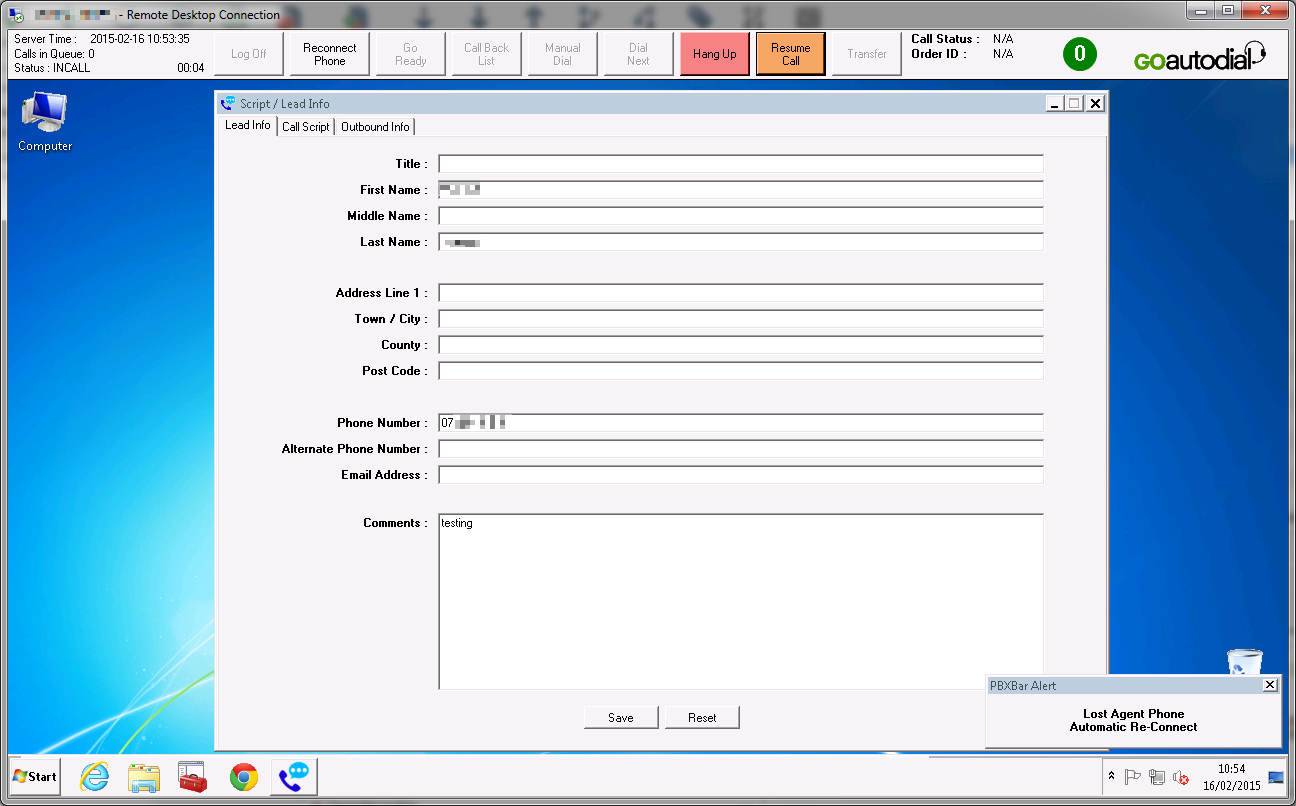 - Remote Desktop Connection
Server Time : 2015-02-16 10:53:35
Calls in Queue: 0
Status : INCALL 00:04
Log Off
Reconnect
Phone
Go
Ready
Call Back
List
Manual
Dial
Dial
Next
Hang Up
Resume
Call
Transfer
Call Status : N/A
Order ID : N/A
0
GOautodial
Computer
Script / Lead Info
Lead Info Call Script Outbound Info
Title :
First Name :
Middle Name :
Last Name :
Address Line 1 :
Town / City :
County :
Post Code :
Phone Number : 07
Alternate Phone Number :
Email Address :
Comments : testing
Save Reset
PBXBar Alert
Lost Agent Phone
Automatic Re-Connect
Start
10:54
16/02/2015